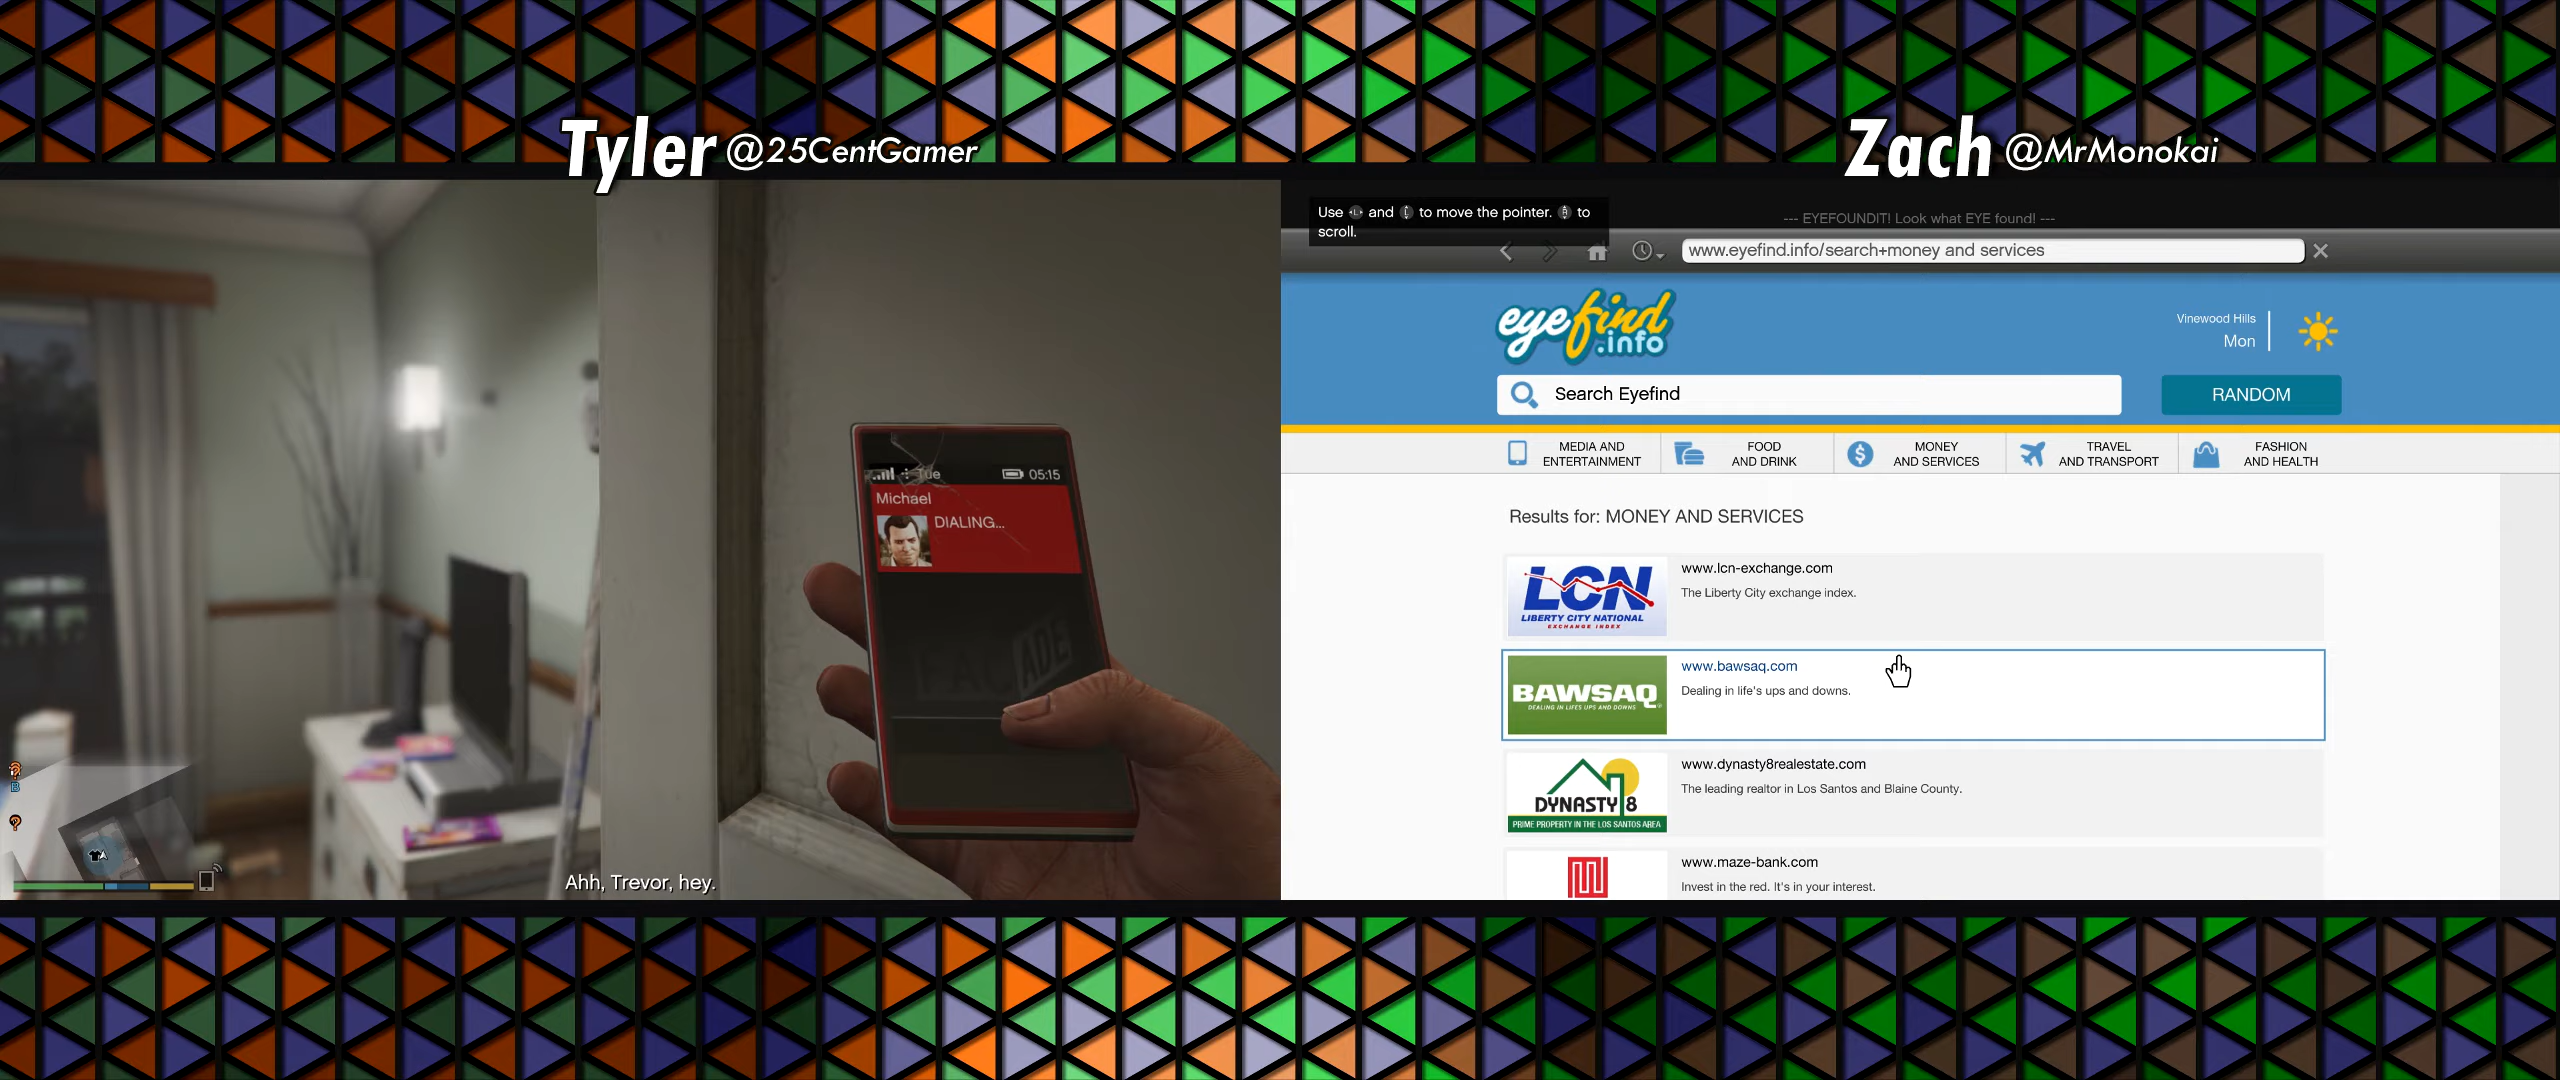 Tyler @25CentGamer
Zach @MrMonokai
Tue 05:15
Michael
DIALING...
FACADE
Ahh, Trevor, hey.
B
Use L and L to move the pointer. R to
scroll.
--- EYEFOUNDIT! Look what EYE found! ---
www.eyefind.info/search+money and services
eyefind
.info
Vinewood Hills
Mon
Search Eyefind
RANDOM
MEDIA AND
ENTERTAINMENT
FOOD
AND DRINK
MONEY
AND SERVICES
TRAVEL
AND TRANSPORT
FASHION
AND HEALTH
Results for: MONEY AND SERVICES
LCN
LIBERTY CITY NATIONAL
EXCHANGE INDEX
www.lcn-exchange.com
The Liberty City exchange index.
BAWSAQ
DEALING IN LIFES UPS AND DOWNS
www.bawsaq.com
Dealing in life's ups and downs.
DYNASTY 8
PRIME PROPERTY IN THE LOS SANTOS AREA
www.dynasty8realestate.com
The leading realtor in Los Santos and Blaine County.
www.maze-bank.com
Invest in the red. It's in your interest.